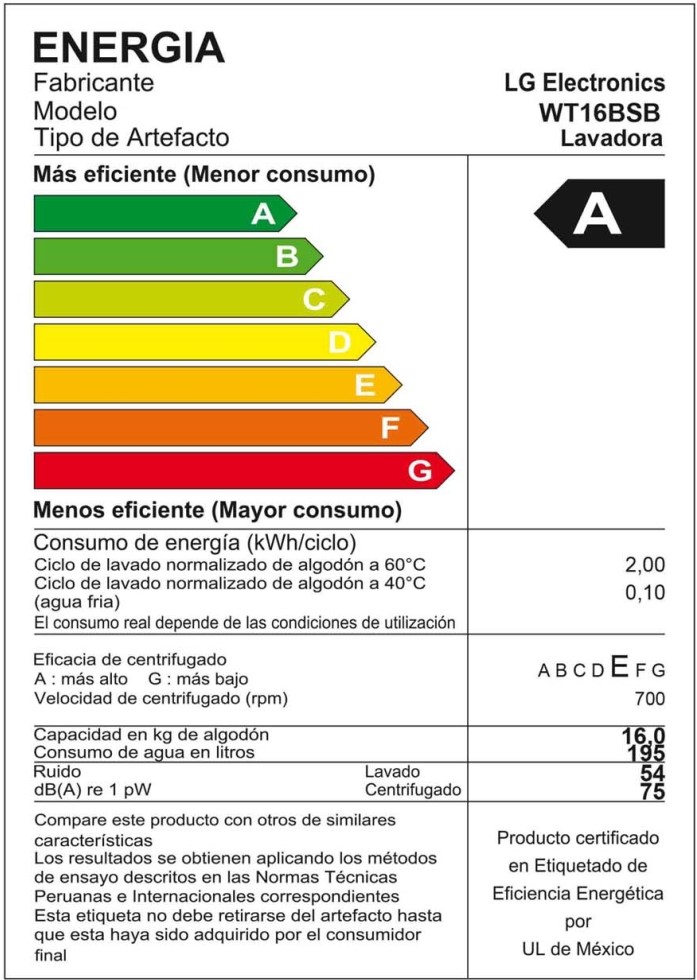 ENERGIA
Fabricante LG Electronics
Modelo WT16BSB
Tipo de Artefacto Lavadora
Más eficiente (Menor consumo)
A
A
B
C
D
E
F
G
Menos eficiente (Mayor consumo)
Consumo de energía (kWh/ciclo)
Ciclo de lavado normalizado de algodón a 60°C 2,00
Ciclo de lavado normalizado de algodón a 40°C 0,10
(agua fria)
El consumo real depende de las condiciones de utilización
Eficacia de centrifugado
A : más alto G : más bajo A B C D E F G
Velocidad de centrifugado (rpm) 700
Capacidad en kg de algodón 16,0
Consumo de agua en litros 195
Ruido Lavado 54
dB(A) re 1 pW Centrifugado 75
Compare este producto con otros de similares
características
Los resultados se obtienen aplicando los métodos
de ensayo descritos en las Normas Técnicas
Peruanas e Internacionales correspondientes
Esta etiqueta no debe retirarse del artefacto hasta
que esta haya sido adquirido por el consumidor
final
Producto certificado
en Etiquetado de
Eficiencia Energética
por
UL de México